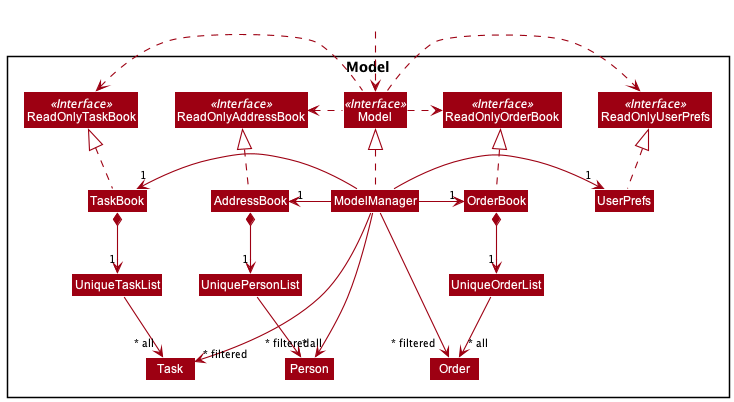 Model
«Interface»
ReadOnlyTaskBook
«Interface»
ReadOnlyAddressBook
«Interface»
Model
«Interface»
ReadOnlyOrderBook
«Interface»
ReadOnlyUserPrefs
1
1
1
1
TaskBook
AddressBook
ModelManager
OrderBook
UserPrefs
1
1
1
UniqueTaskList
UniquePersonList
UniqueOrderList
* all
* filtered
* filtered
* all
* filtered
* all
Task
Person
Order